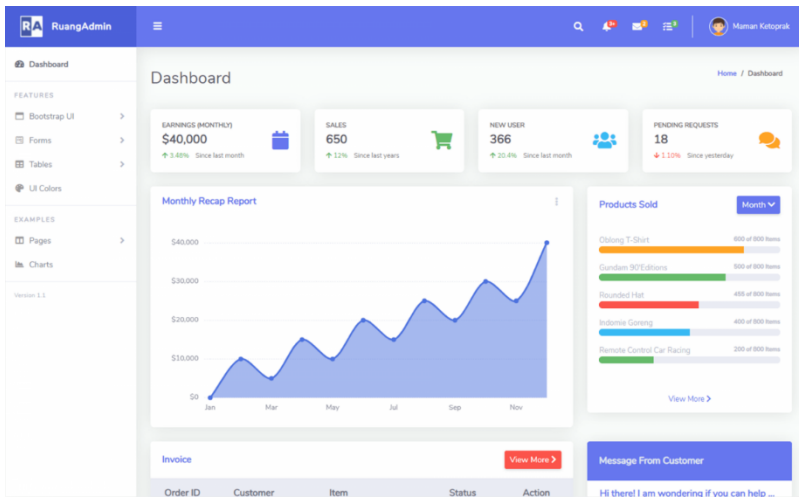 RA RuangAdmin
3+
2
3
Maman Ketoprak
Dashboard
FEATURES
Bootstrap UI
Forms
Tables
UI Colors
EXAMPLES
Pages
Charts
Version 1.1
Dashboard
Home / Dashboard
EARNINGS (MONTHLY)
$40,000
3.48% Since last month
SALES
650
12% Since last years
NEW USER
366
20.4% Since last month
PENDING REQUESTS
18
1.10% Since yesterday
Monthly Recap Report
$40,000
$30,000
$20,000
$10,000
$0
Jan Mar May Jul Sep Nov
Products Sold
Month
Oblong T-Shirt 600 of 800 Items
Gundam 90'Editions 500 of 800 Items
Rounded Hat 455 of 800 Items
Indomie Goreng 400 of 800 Items
Remote Control Car Racing 200 of 800 Items
View More
Invoice
View More
Order ID Customer Item Status Action
Message From Customer
Hi there! I am wondering if you can help ...